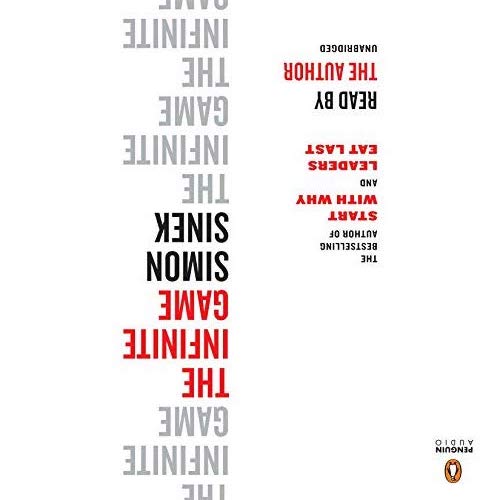 PENGUIN
AUDIO
THE
INFINITE
GAME
THE
INFINITE
GAME
SIMON
SINEK
THE
INFINITE
GAME
THE
INFINITE
GAME
THE
BESTSELLING
AUTHOR OF
START
WITH WHY
AND
LEADERS
EAT LAST
READ BY
THE AUTHOR
UNABRIDGED